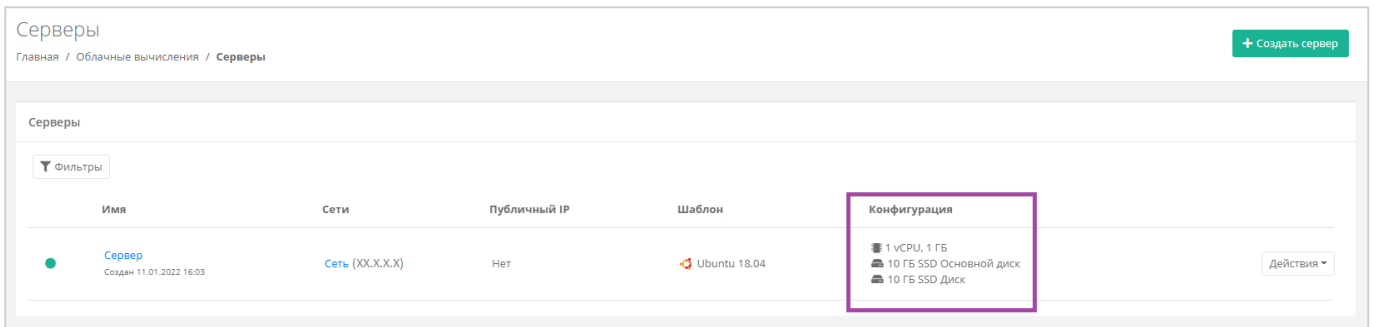 Серверы
+ Создать сервер
Главная / Облачные вычисления / Серверы
Серверы
Фильтры
Имя Сети Публичный IP Шаблон Конфигурация
Сервер
Создан 11.01.2022 16:03
Сеть (XX.X.X.X)
Нет
Ubuntu 18.04
1 vCPU, 1 ГБ
10 ГБ SSD Основной диск
10 ГБ SSD Диск
Действия